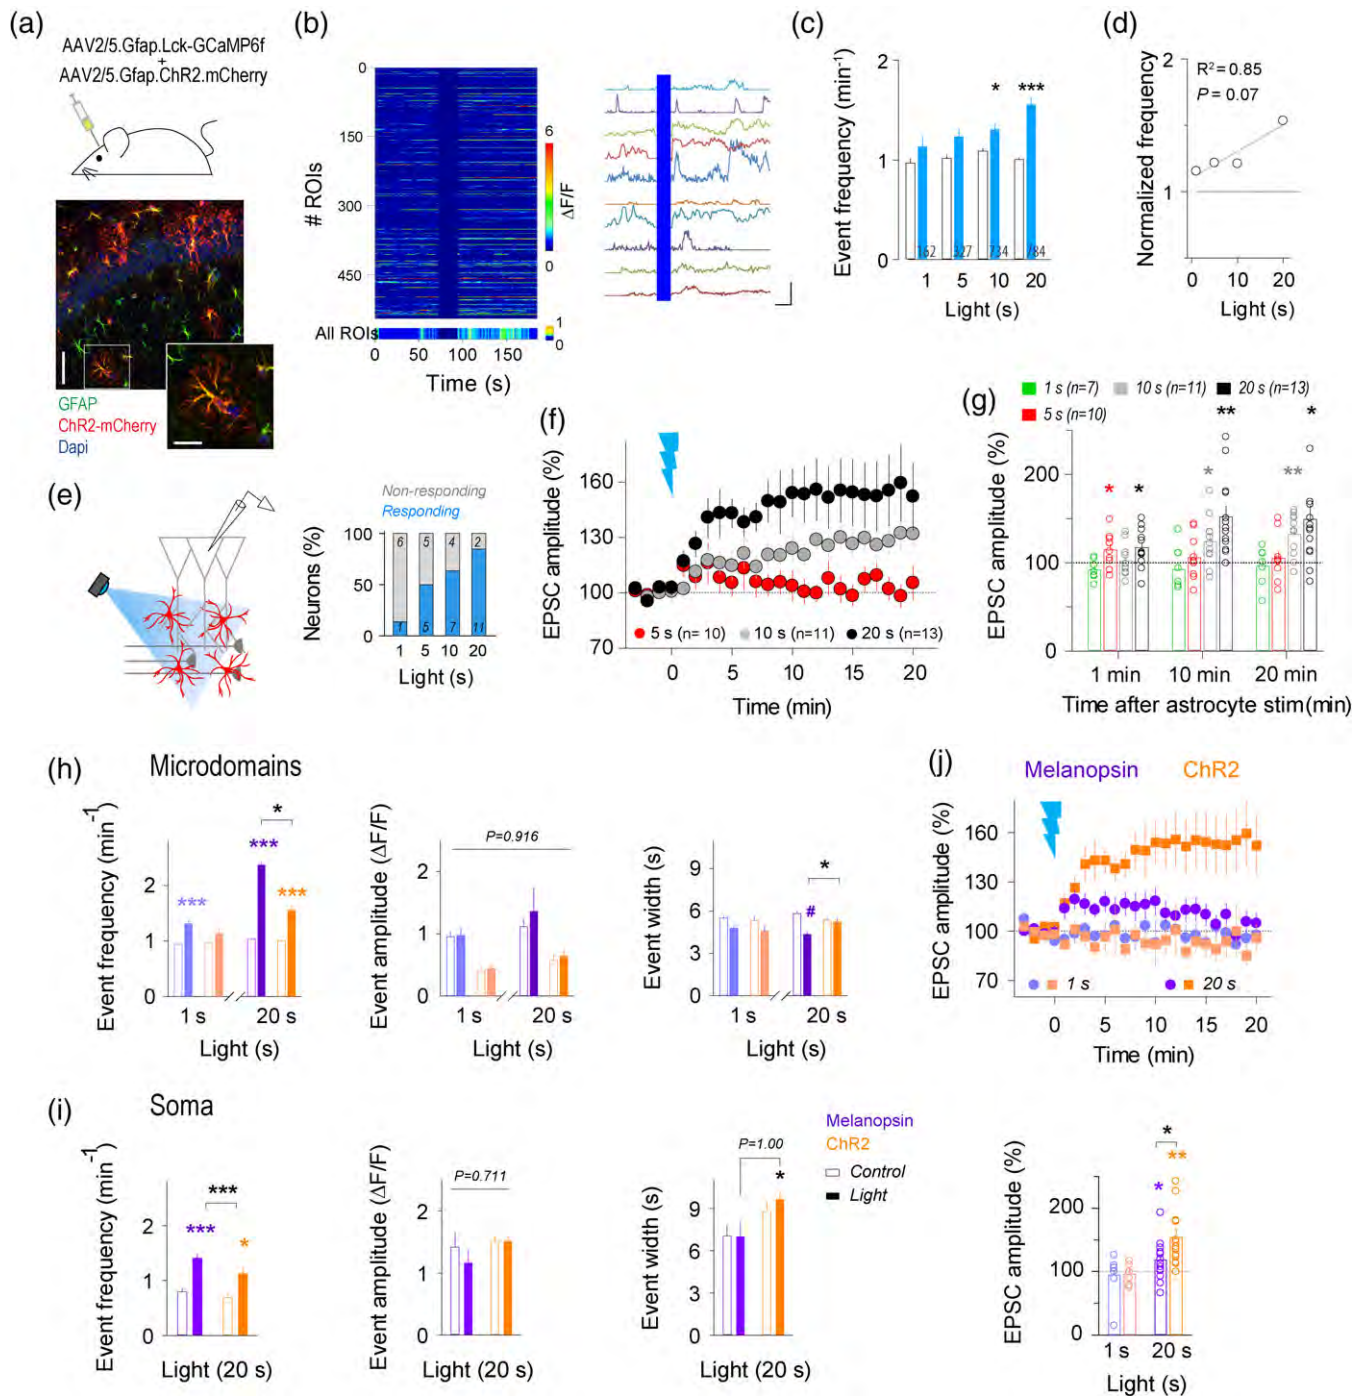 (a)
AAV2/5.Gfap.Lck-GCaMP6f
+
AAV2/5.Gfap.ChR2.mCherry
GFAP
ChR2-mCherry
Dapi
(b)
# ROIs
0
150
300
450
6
0
ΔF/F
All ROIs
1
0
0 50 100 150
Time (s)
(c)
Event frequency (min⁻¹)
2
1
0
* ***
162 327 734 784
1 5 10 20
Light (s)
(d)
Normalized frequency
2
1
R² = 0.85
P = 0.07
0 10 20
Light (s)
(e)
Neurons (%)
100
50
0
Non-responding
Responding
6 5 4 2
1 5 7 11
1 5 10 20
Light (s)
(f)
EPSC amplitude (%)
160
130
100
70
5 s (n= 10) 10 s (n=11) 20 s (n=13)
0 5 10 15 20
Time (min)
(g)
1 s (n=7) 10 s (n=11) 20 s (n=13)
5 s (n=10)
EPSC amplitude (%)
200
100
0
* * * ** ** *
1 min 10 min 20 min
Time after astrocyte stim(min)
(h) Microdomains
Event frequency (min⁻¹)
2
1
0
*** *** *** *
1 s 20 s
Light (s)
Event amplitude (ΔF/F)
2
1
0
P=0.916
1 s 20 s
Light (s)
Event width (s)
9
6
3
0
# *
1 s 20 s
Light (s)
(i) Soma
Event frequency (min⁻¹)
2
1
0
*** *** *
Light (20 s)
Event amplitude (ΔF/F)
2
1
0
P=0.711
Light (20 s)
Event width (s)
9
6
3
0
P=1.00
*
Light (20 s)
Melanopsin
ChR2
Control
Light
(j)
Melanopsin ChR2
EPSC amplitude (%)
160
130
100
70
1 s 20 s
0 5 10 15 20
Time (min)
EPSC amplitude (%)
200
100
0
* ** *
1 s 20 s
Light (s)